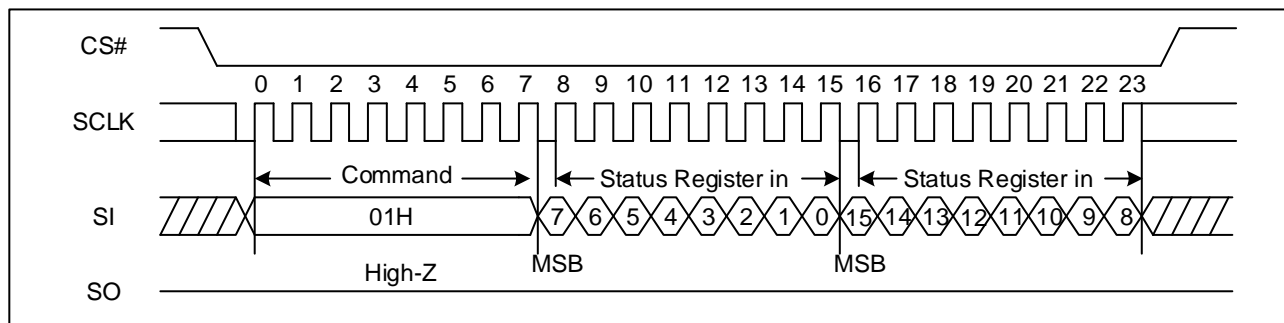 CS#
0 1 2 3 4 5 6 7 8 9 10 11 12 13 14 15 16 17 18 19 20 21 22 23
SCLK
Command Status Register in Status Register in
SI 01H 7 6 5 4 3 2 1 0 15 14 13 12 11 10 9 8
High-Z MSB MSB
SO